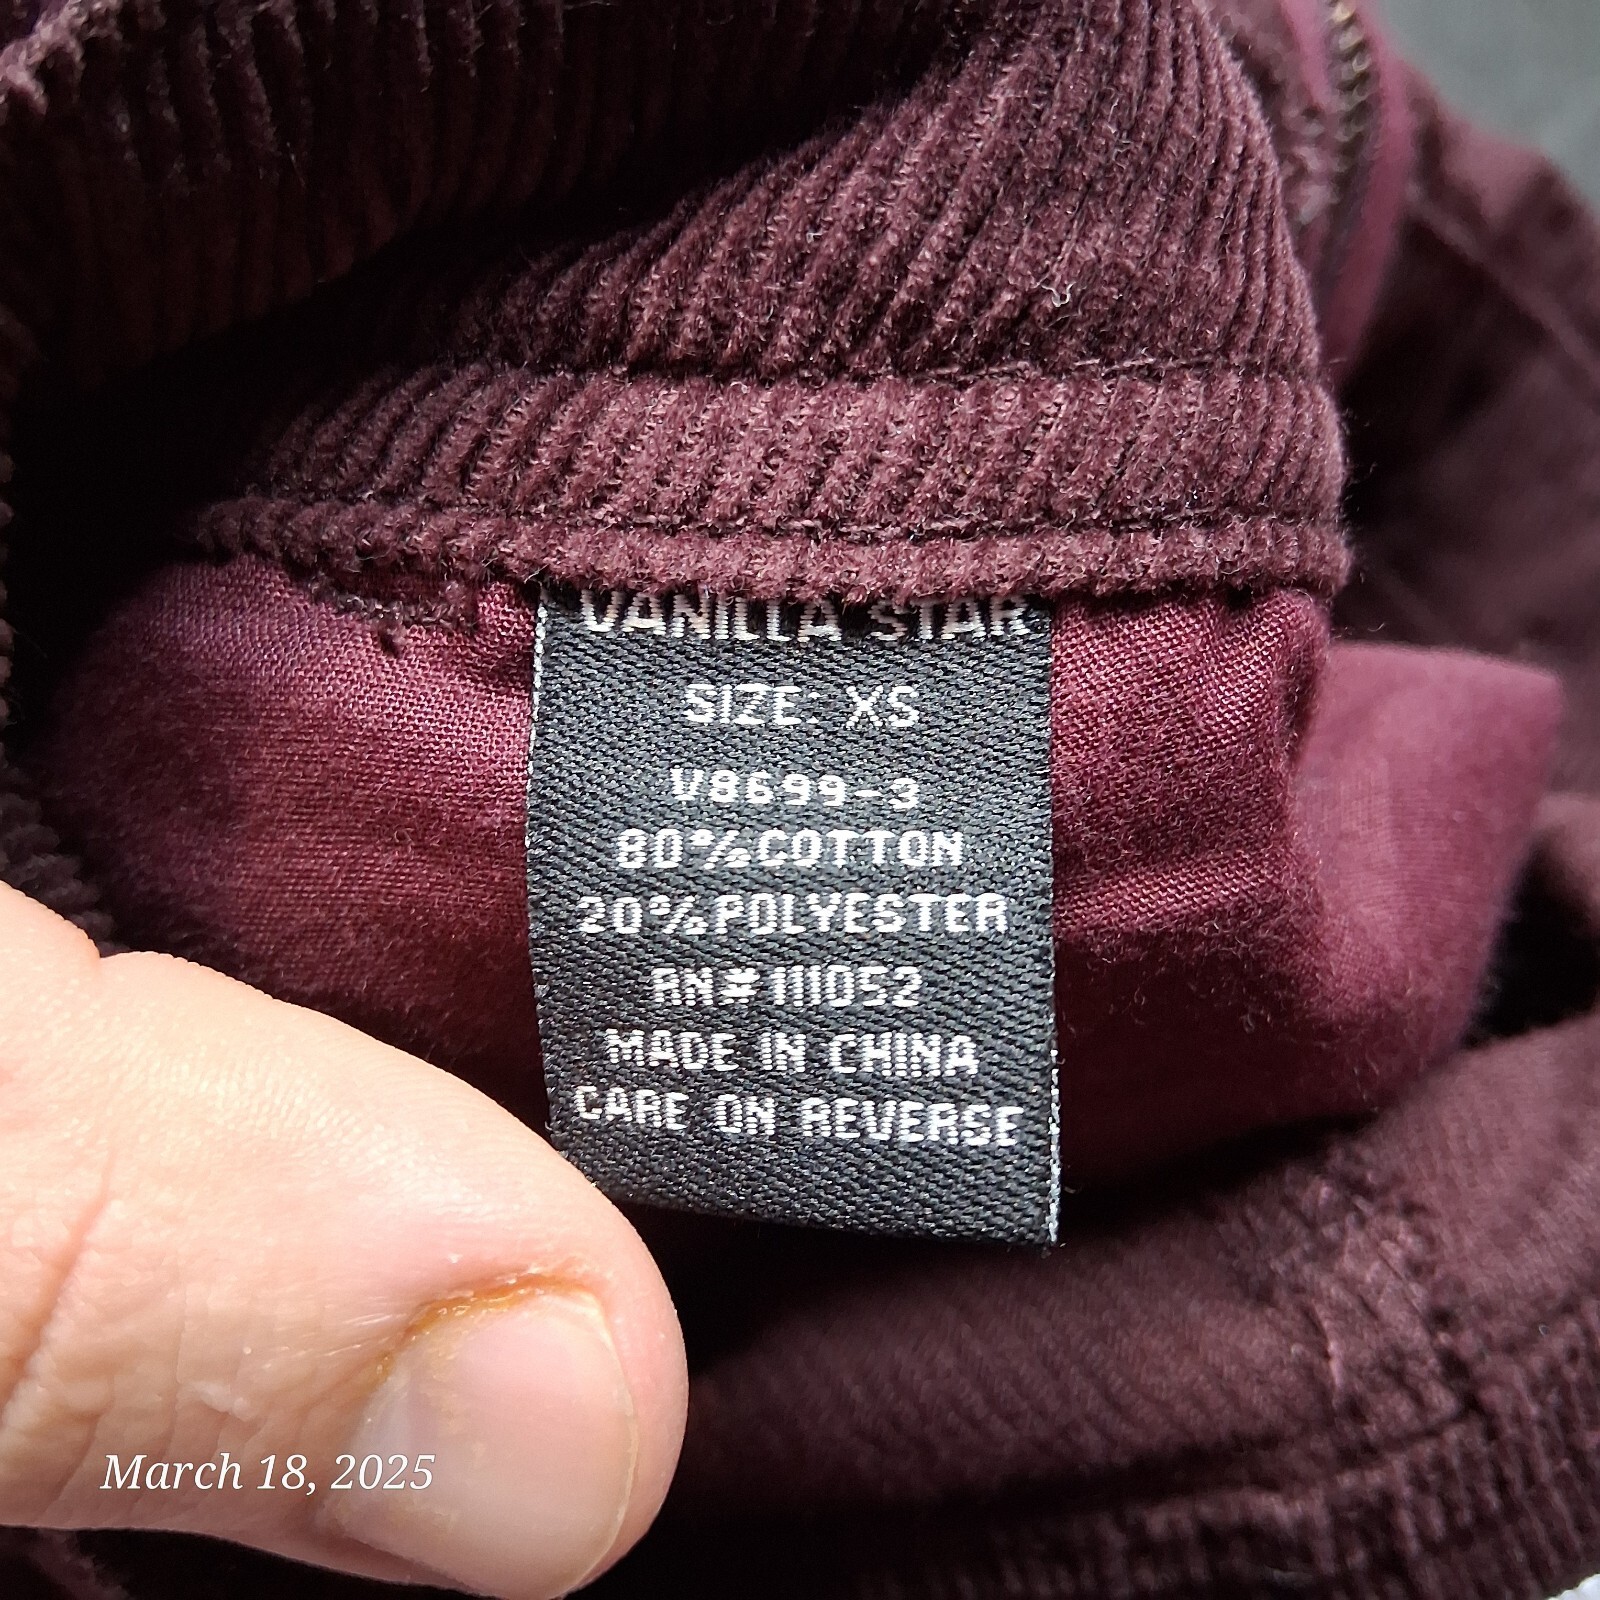 VANILLA STAR
SIZE: XS
V8699-3
80%COTTON
20%POLYESTER
RN#111052
MADE IN CHINA
CARE ON REVERSE
March 18, 2025